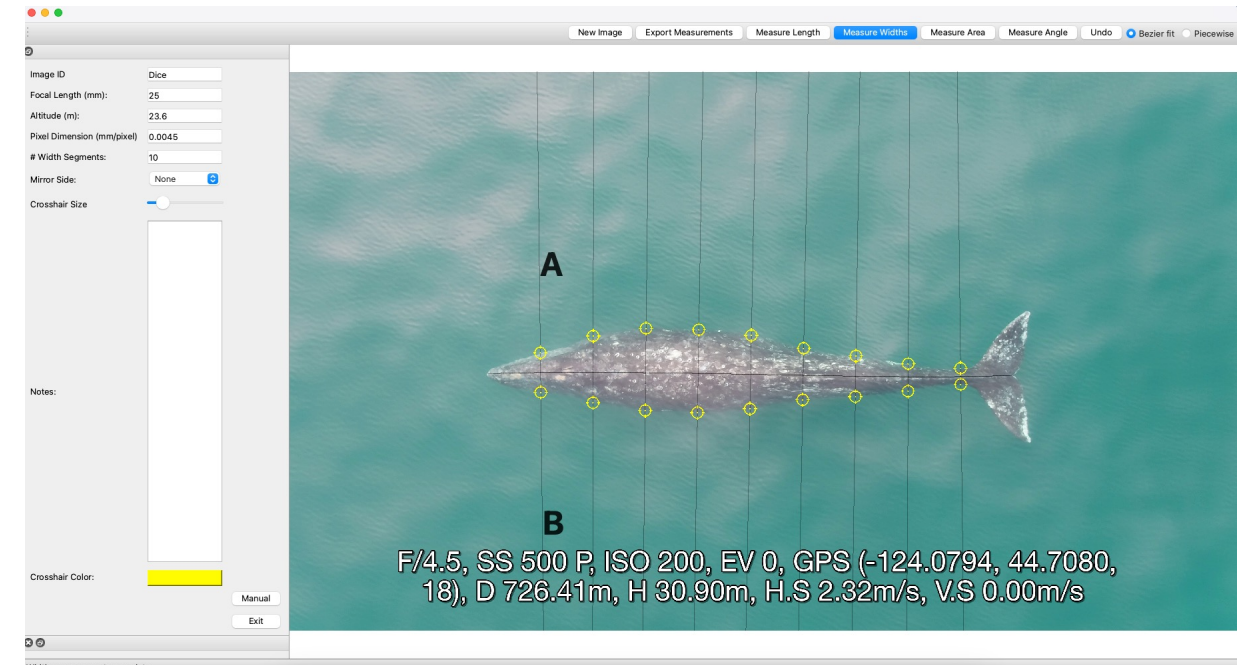 New Image Export Measurements Measure Length Measure Widths Measure Area Measure Angle Undo Bezier fit Piecewise
Image ID Dice
Focal Length (mm): 25
Altitude (m): 23.6
Pixel Dimension (mm/pixel) 0.0045
# Width Segments: 10
Mirror Side: None
Crosshair Size
A
Notes:
B
F/4.5, SS 500 P, ISO 200, EV 0, GPS (-124.0794, 44.7080,
18), D 726.41m, H 30.90m, H.S 2.32m/s, V.S 0.00m/s
Crosshair Color:
Manual
Exit